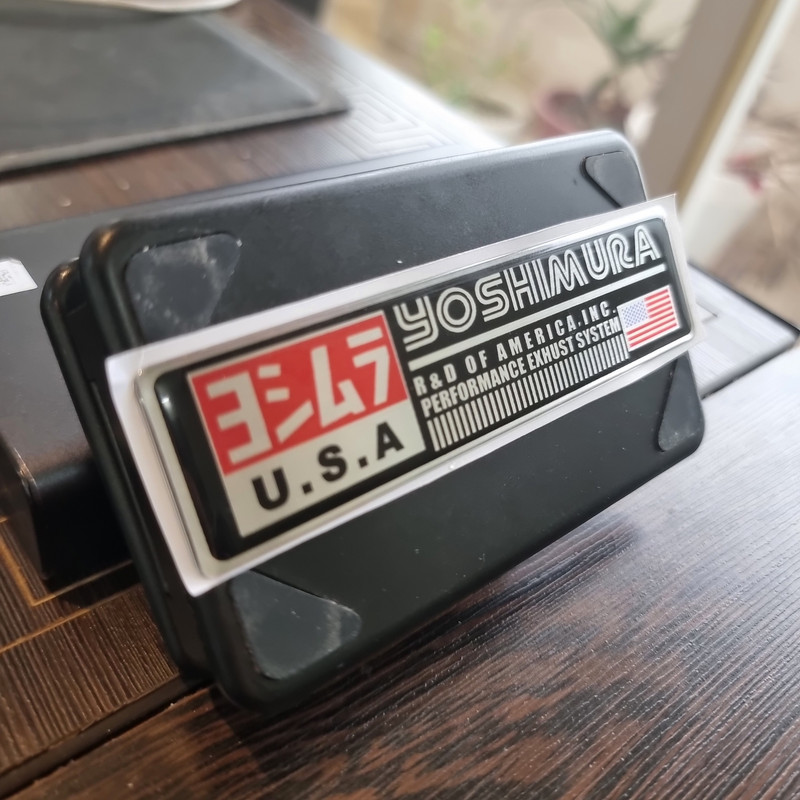 ヨシムラ
U.S.A
YOSHIMURA
R&D OF AMERICA,INC.
PERFORMANCE EXHUST SYSTEM